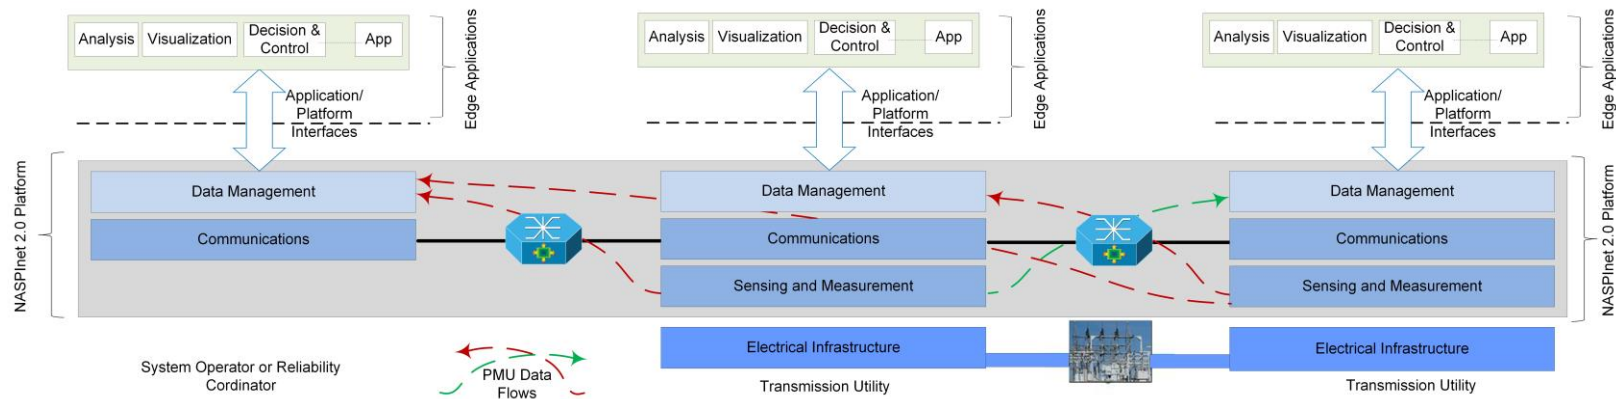 Analysis
Visualization
Decision &
Control
App
Application/
Platform
Interfaces
Edge Applications
Analysis
Visualization
Decision &
Control
App
Application/
Platform
Interfaces
Edge Applications
Analysis
Visualization
Decision &
Control
App
Application/
Platform
Interfaces
Edge Applications
NASPInet 2.0 Platform
Data Management
Communications
Data Management
Communications
Sensing and Measurement
Data Management
Communications
Sensing and Measurement
NASPInet 2.0 Platform
Electrical Infrastructure
Electrical Infrastructure
System Operator or Reliability
Cordinator
PMU Data
Flows
Transmission Utility
Transmission Utility